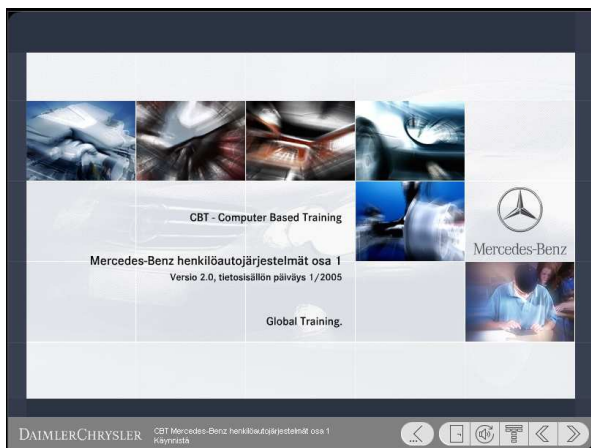 CBT - Computer Based Training
Mercedes-Benz
Mercedes-Benz henkilöautojärjestelmät osa 1
Versio 2.0, tietosisällön päiväys 1/2005
Global Training.
DAIMLERCHRYSLER
CBT Mercedes-Benz henkilöautojärjestelmät osa 1
Käynnistä